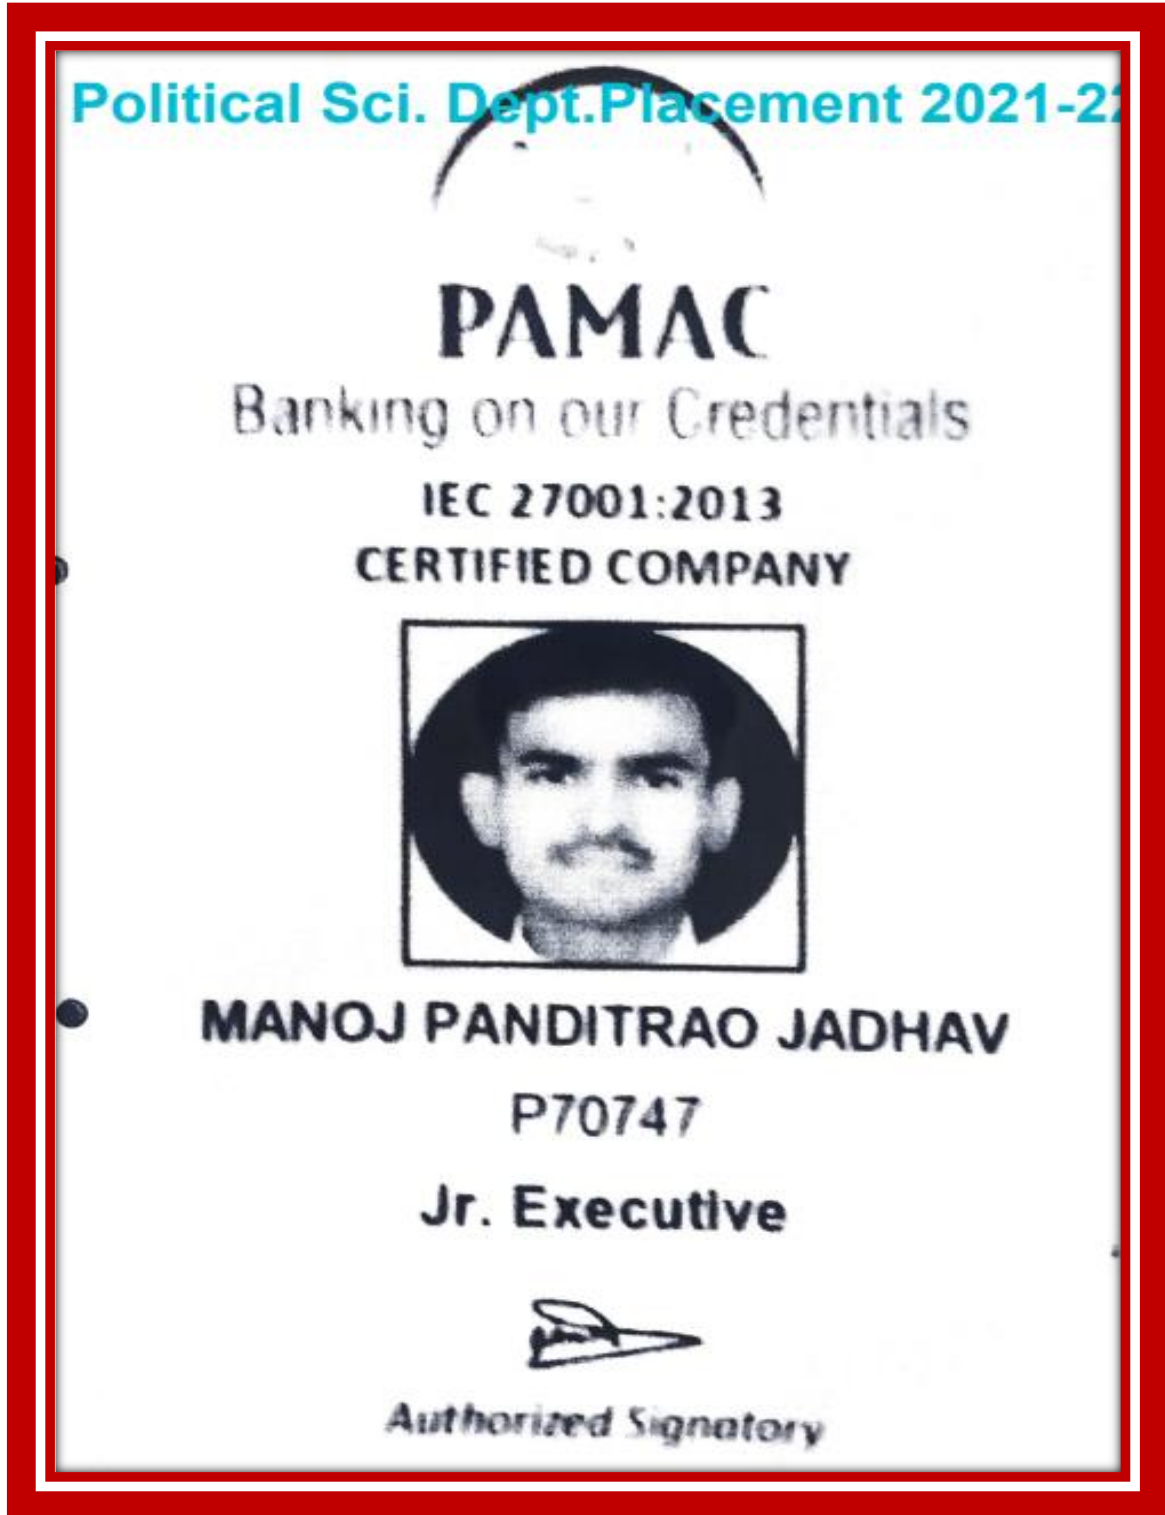 Political Sci. Dept.Placement 2021-22
PAMAC
Banking on our Credentials
IEC 27001:2013
CERTIFIED COMPANY
MANOJ PANDITRAO JADHAV
P70747
Jr. Executive
Authorized Signatory